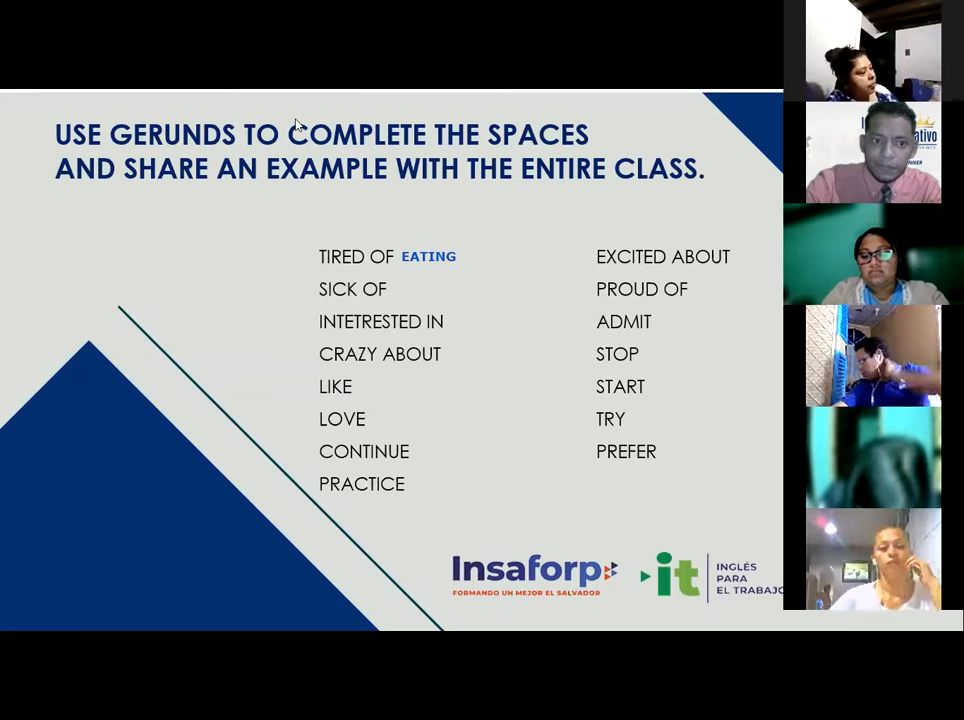 USE GERUNDS TO COMPLETE THE SPACES
AND SHARE AN EXAMPLE WITH THE ENTIRE CLASS.
TIRED OF EATING
SICK OF
INTETRESTED IN
CRAZY ABOUT
LIKE
LOVE
CONTINUE
PRACTICE
EXCITED ABOUT
PROUD OF
ADMIT
STOP
START
TRY
PREFER
Insaforp
FORMANDO UN MEJOR EL SALVADOR
it
INGLÉS
PARA
EL TRABAJO